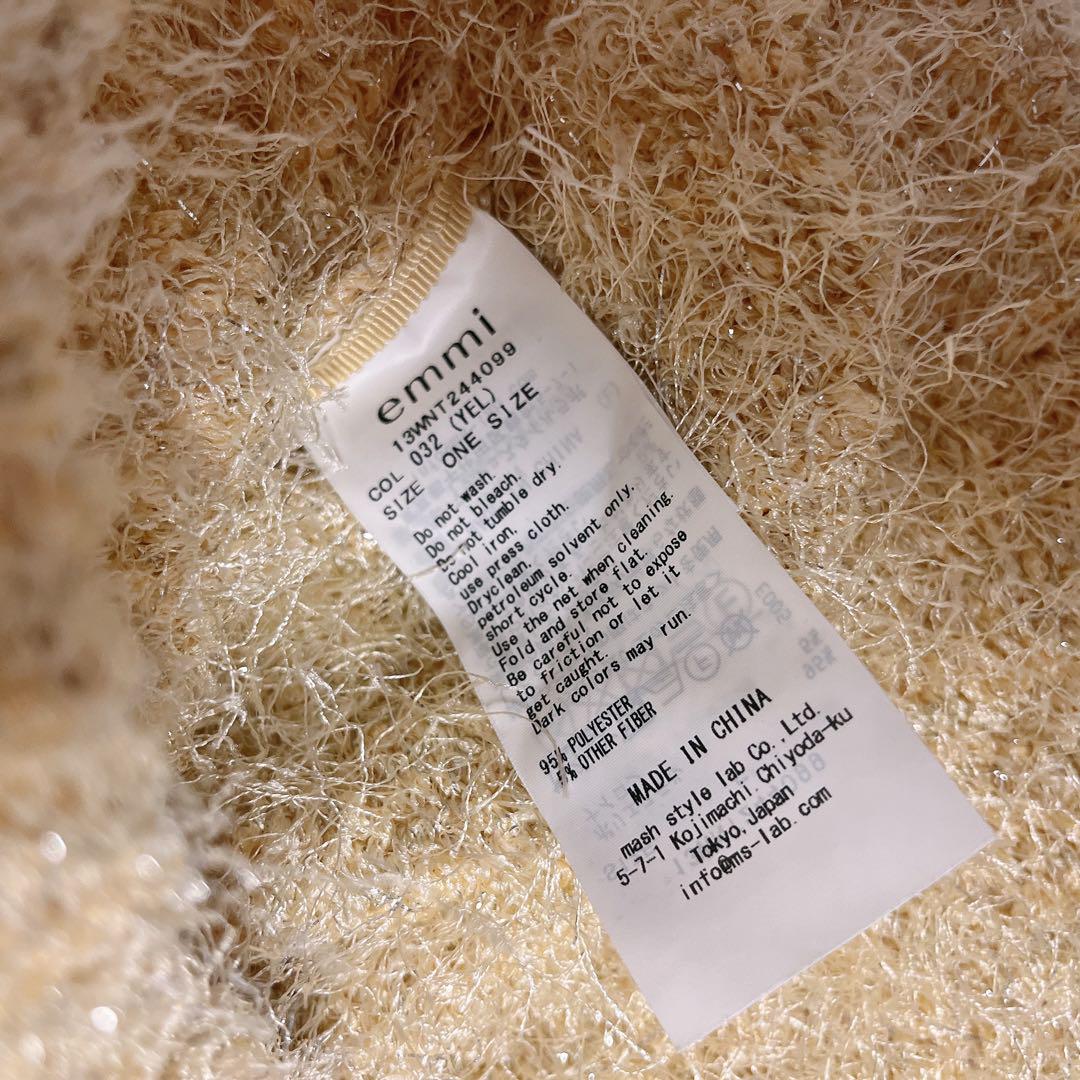 emmi
13WNT244099
COL 032 (YEL)
SIZE ONE SIZE
Do not wash.
Do not bleach.
Do not tumble dry.
Cool iron.
use press cloth.
Dryclean.
petroleum solvent only.
short cycle.
Use the net when cleaning.
Fold and store flat.
Be careful not to expose
to friction or let it
get caught.
Dark colors may run.
95% POLYESTER
5% OTHER FIBER
MADE IN CHINA
mash style lab Co.,Ltd.
5-7-1 Kojimachi Chiyoda-ku
Tokyo,Japan
info@ms-lab.com